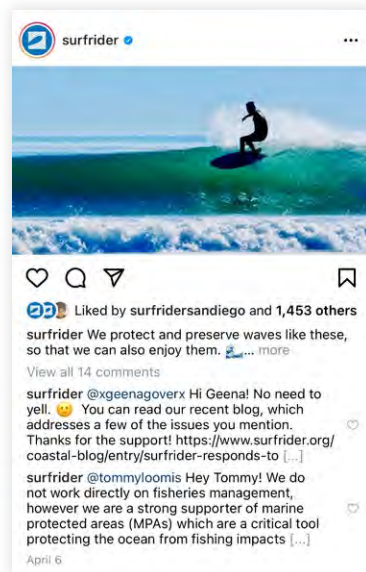 surfrider
Liked by surfridersandiego and 1,453 others
surfrider We protect and preserve waves like these,
so that we can also enjoy them. 🌊... more
View all 14 comments
surfrider @xgeenagoverx Hi Geena! No need to
yell. 😕 You can read our recent blog, which
addresses a few of the issues you mention.
Thanks for the support! https://www.surfrider.org/
coastal-blog/entry/surfrider-responds-to [...]
surfrider @tommyloomis Hey Tommy! We do
not work directly on fisheries management,
however we are a strong supporter of marine
protected areas (MPAs) which are a critical tool
protecting the ocean from fishing impacts [...]
April 6